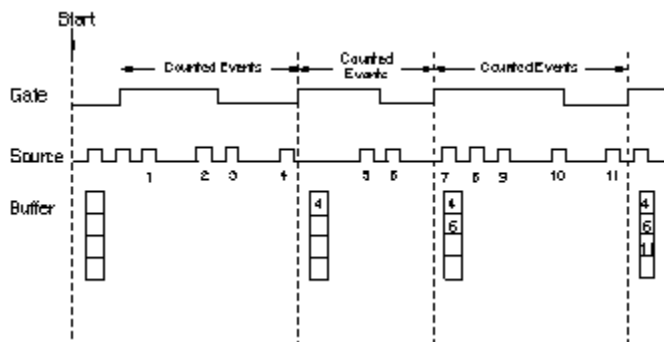 Start
Counted Events
Counted Events
Counted Events
Gate
Source
1 2 3 4 5 6 7 8 9 10 11
Buffer
4 4 4
6 6
11